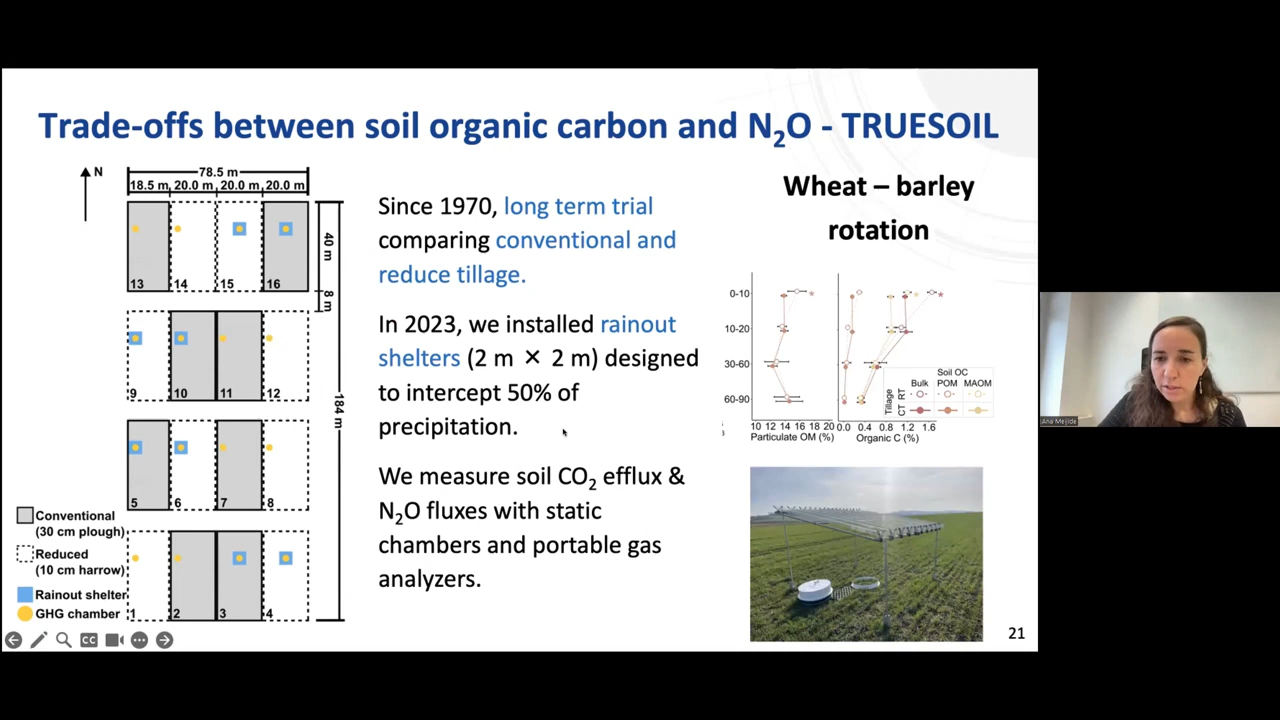 Trade-offs between soil organic carbon and N₂O - TRUESOIL
N
78.5 m
18.5 m 20.0 m 20.0 m 20.0 m
40 m
8 m
184 m
13 14 15 16
9 10 11 12
5 6 7 8
1 2 3 4
Conventional
(30 cm plough)
Reduced
(10 cm harrow)
Rainout shelter
GHG chamber
Since 1970, long term trial
comparing conventional and
reduce tillage.
In 2023, we installed rainout
shelters (2 m × 2 m) designed
to intercept 50% of
precipitation.
We measure soil CO₂ efflux &
N₂O fluxes with static
chambers and portable gas
analyzers.
Wheat – barley
rotation
0-10
10-20
30-60
60-90
10 12 14 16 18 20
Particulate OM (%)
0.0 0.4 0.8 1.2 1.6
Organic C (%)
Soil OC
Bulk POM MAOM
Tillage
CT RT
CC
21
Ana Meijide